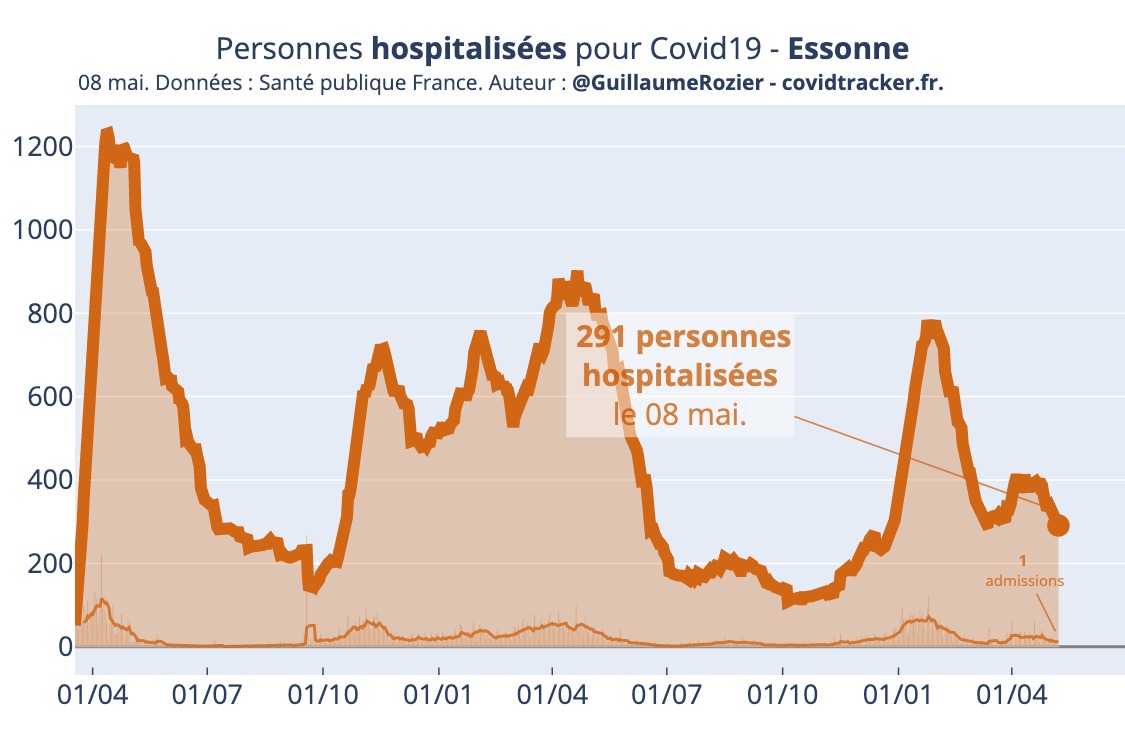 Personnes hospitalisées pour Covid19 - Essonne
08 mai. Données : Santé publique France. Auteur : @GuillaumeRozier - covidtracker.fr.
1200
1000
800
600
400
200
0
291 personnes
hospitalisées
le 08 mai.
1
admissions
01/04 01/07 01/10 01/01 01/04 01/07 01/10 01/01 01/04